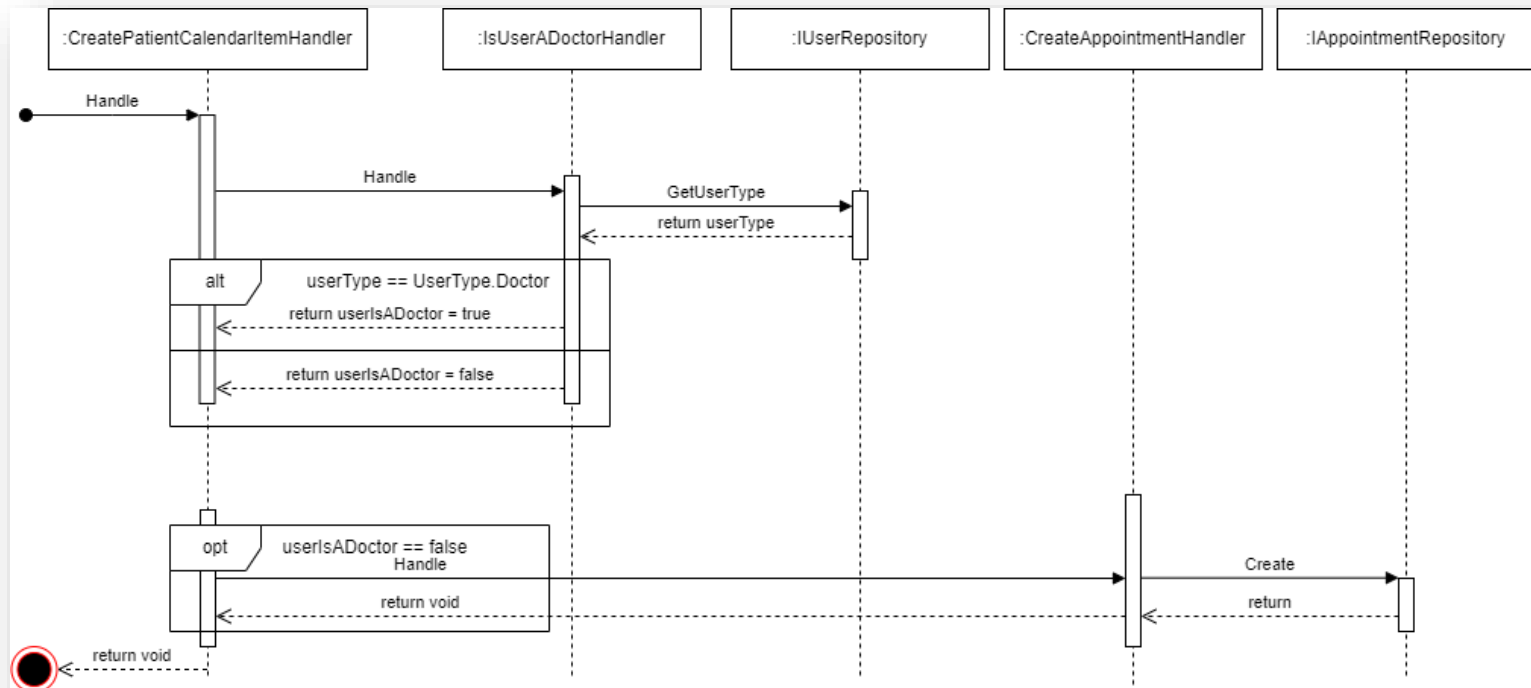 :CreatePatientCalendarItemHandler
:IsUserADoctorHandler
:IUserRepository
:CreateAppointmentHandler
:IAppointmentRepository
Handle
Handle
GetUserType
return userType
alt
userType == UserType.Doctor
return userIsADoctor = true
return userIsADoctor = false
opt
userIsADoctor == false
Handle
Create
return void
return
return void